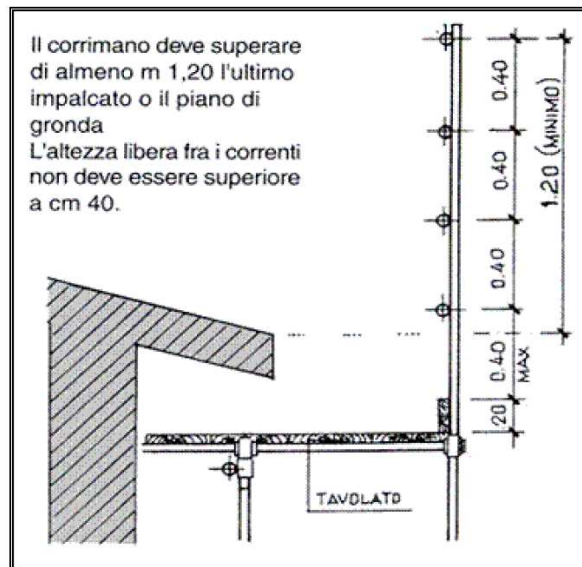 Il corrimano deve superare
di almeno m 1,20 l'ultimo
impalcato o il piano di
gronda
L'altezza libera fra i correnti
non deve essere superiore
a cm 40.
0.40
0.40
0.40
0.40
MAX
.20
1.20 (MINIMO)
TAVOLATO